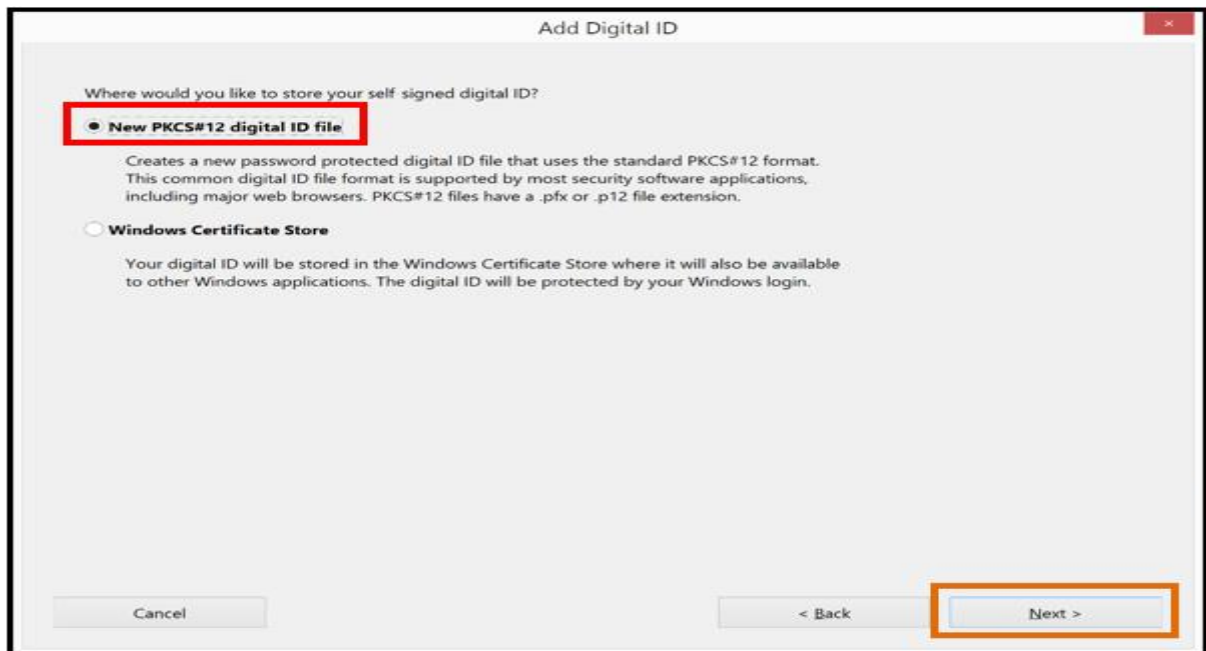 Add Digital ID
Where would you like to store your self signed digital ID?
New PKCS#12 digital ID file
Creates a new password protected digital ID file that uses the standard PKCS#12 format.
This common digital ID file format is supported by most security software applications,
including major web browsers. PKCS#12 files have a .pfx or .p12 file extension.
Windows Certificate Store
Your digital ID will be stored in the Windows Certificate Store where it will also be available
to other Windows applications. The digital ID will be protected by your Windows login.
Cancel
< Back
Next >